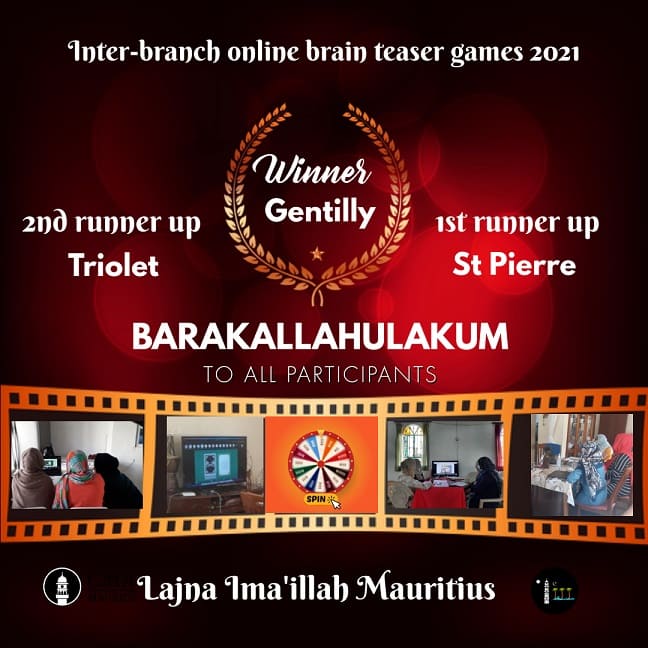 Inter-branch online brain teaser games 2021
Winner
Gentilly
2nd runner up
Triolet
1st runner up
St Pierre
BARAKALLAHULAKUM
TO ALL PARTICIPANTS
SPIN
Lajna Ima'illah Mauritius